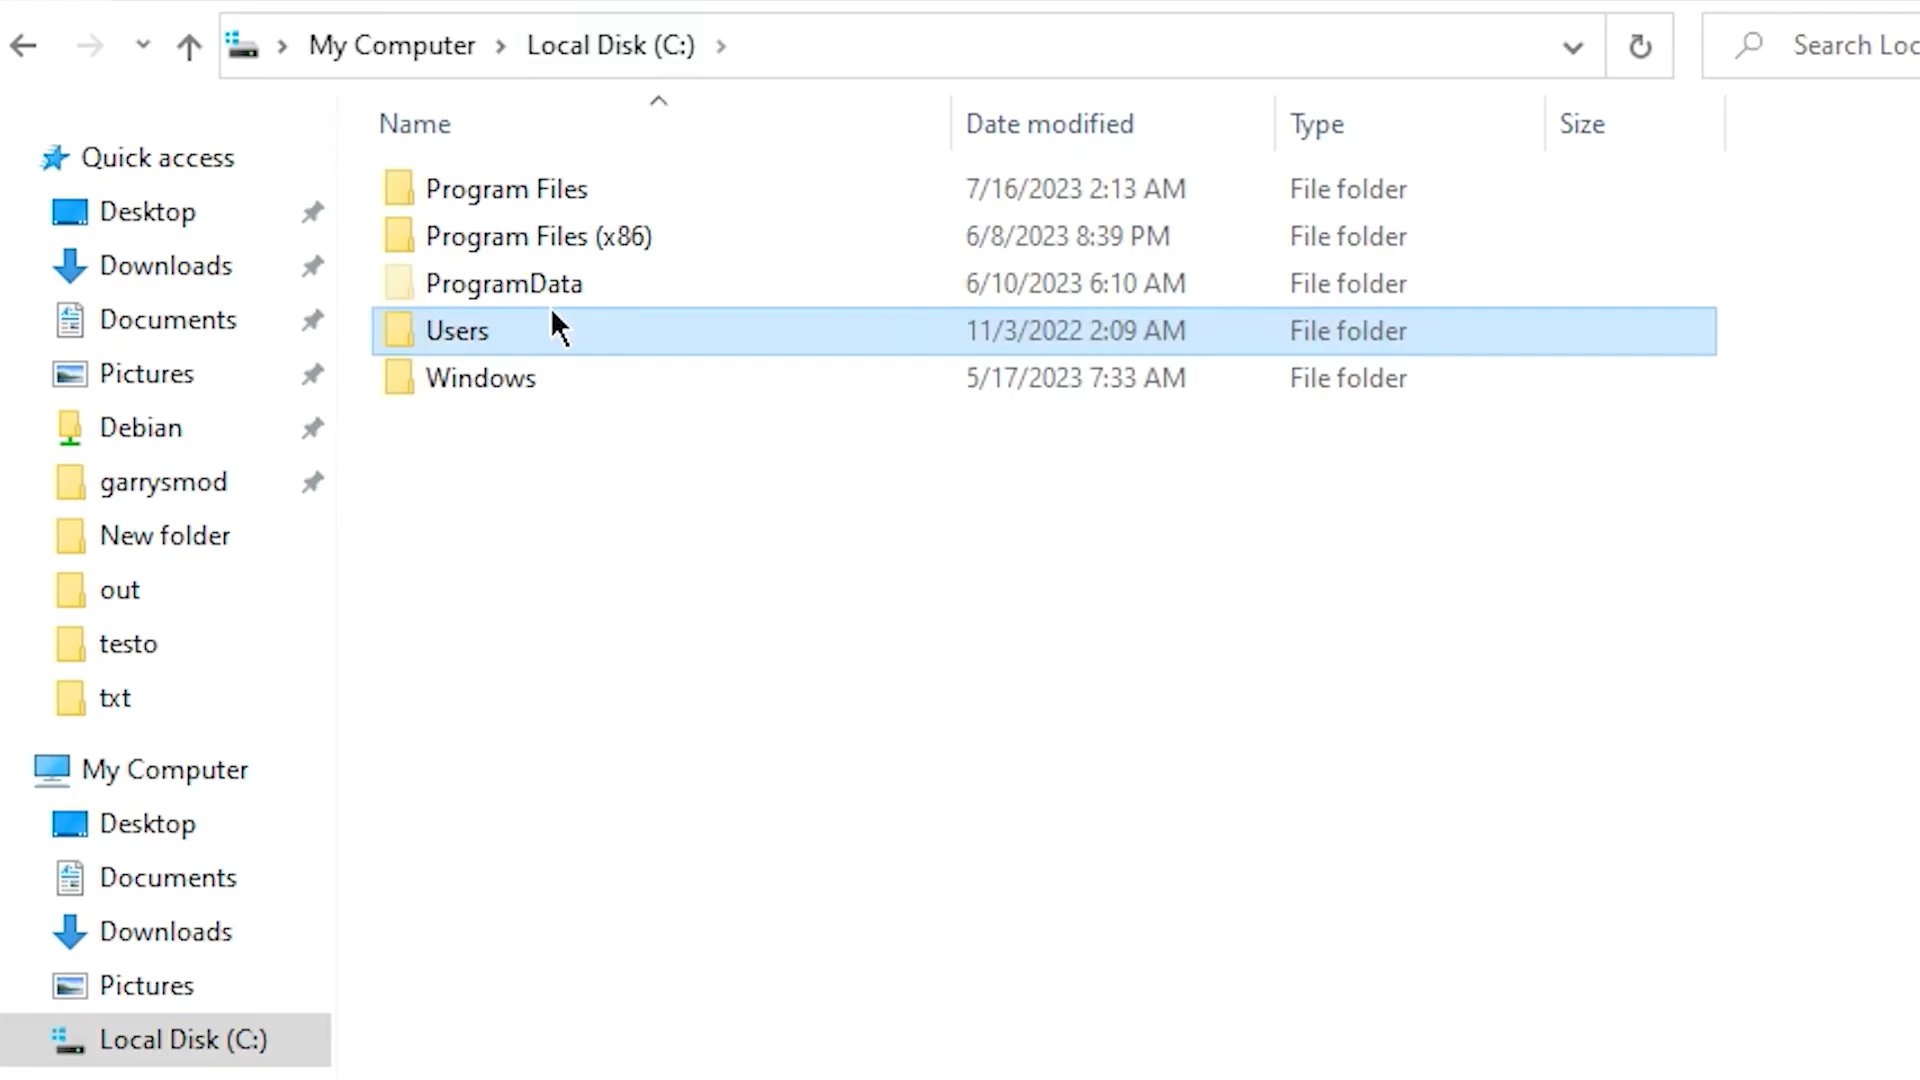 My Computer > Local Disk (C:) >
Search Loc
Name Date modified Type Size
Program Files 7/16/2023 2:13 AM File folder
Program Files (x86) 6/8/2023 8:39 PM File folder
ProgramData 6/10/2023 6:10 AM File folder
Users 11/3/2022 2:09 AM File folder
Windows 5/17/2023 7:33 AM File folder
Quick access
Desktop
Downloads
Documents
Pictures
Debian
garrysmod
New folder
out
testo
txt
My Computer
Desktop
Documents
Downloads
Pictures
Local Disk (C:)